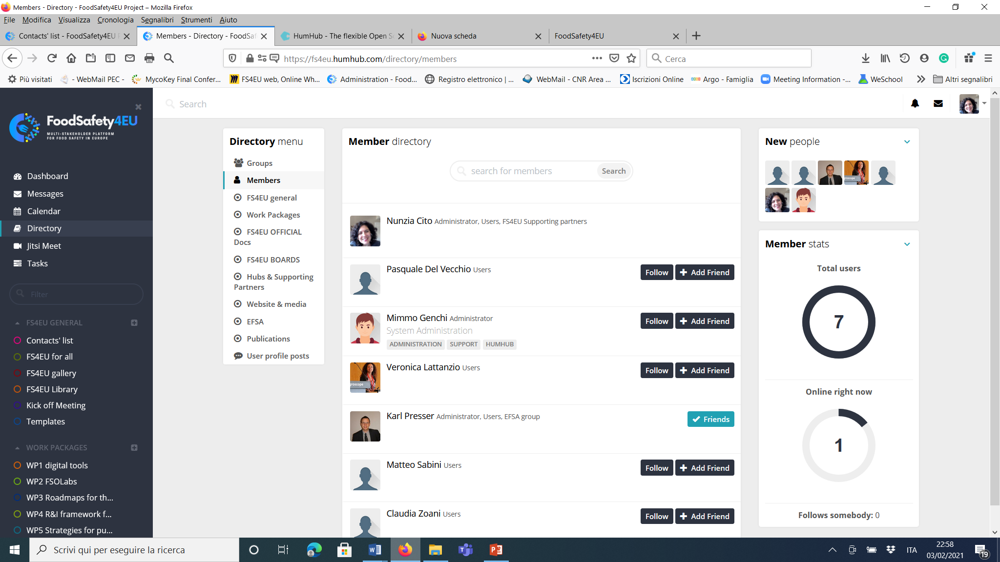 Members - Directory - FoodSafety4EU Project – Mozilla Firefox
File Modifica Visualizza Cronologia Segnalibri Strumenti Aiuto
Contacts' list - FoodSafety4EU
Members - Directory - FoodSaf
HumHub - The flexible Open So
Nuova scheda
FoodSafety4EU
https://fs4eu.humhub.com/directory/members
Cerca
Più visitati
- WebMail PEC -
MycoKey Final Confer...
FS4EU web, Online Wh...
Administration - Food...
Registro elettronico | ...
WebMail - CNR Area ...
Iscrizioni Online
Argo - Famiglia
Meeting Information -...
WeSchool
Altri segnalibri
FoodSafety4EU
MULTI-STAKEHOLDER PLATFORM
FOR FOOD SAFETY IN EUROPE
Dashboard
Messages
Calendar
Directory
Jitsi Meet
Tasks
Filter
FS4EU GENERAL
Contacts' list
FS4EU for all
FS4EU gallery
FS4EU Library
Kick off Meeting
Templates
WORK PACKAGES
WP1 digital tools
WP2 FSOLabs
WP3 Roadmaps for th...
WP4 R&I framework f...
WP5 Strategies for pu...
Search
Directory menu
Groups
Members
FS4EU general
Work Packages
FS4EU OFFICIAL
Docs
FS4EU BOARDS
Hubs & Supporting
Partners
Website & media
EFSA
Publications
User profile posts
Member directory
search for members
Search
Nunzia Cito Administrator, Users, FS4EU Supporting partners
Pasquale Del Vecchio Users
Follow Add Friend
Mimmo Genchi Administrator
System Administration
ADMINISTRATION SUPPORT HUMHUB
Follow Add Friend
Veronica Lattanzio Users
groscope
Follow Add Friend
Karl Presser Administrator, Users, EFSA group
Friends
Matteo Sabini Users
Follow Add Friend
Claudia Zoani Users
Follow Add Friend
New people
groscope
Member stats
Total users
7
Online right now
1
Follows somebody: 0
Scrivi qui per eseguire la ricerca
ITA
22:58
03/02/2021
19